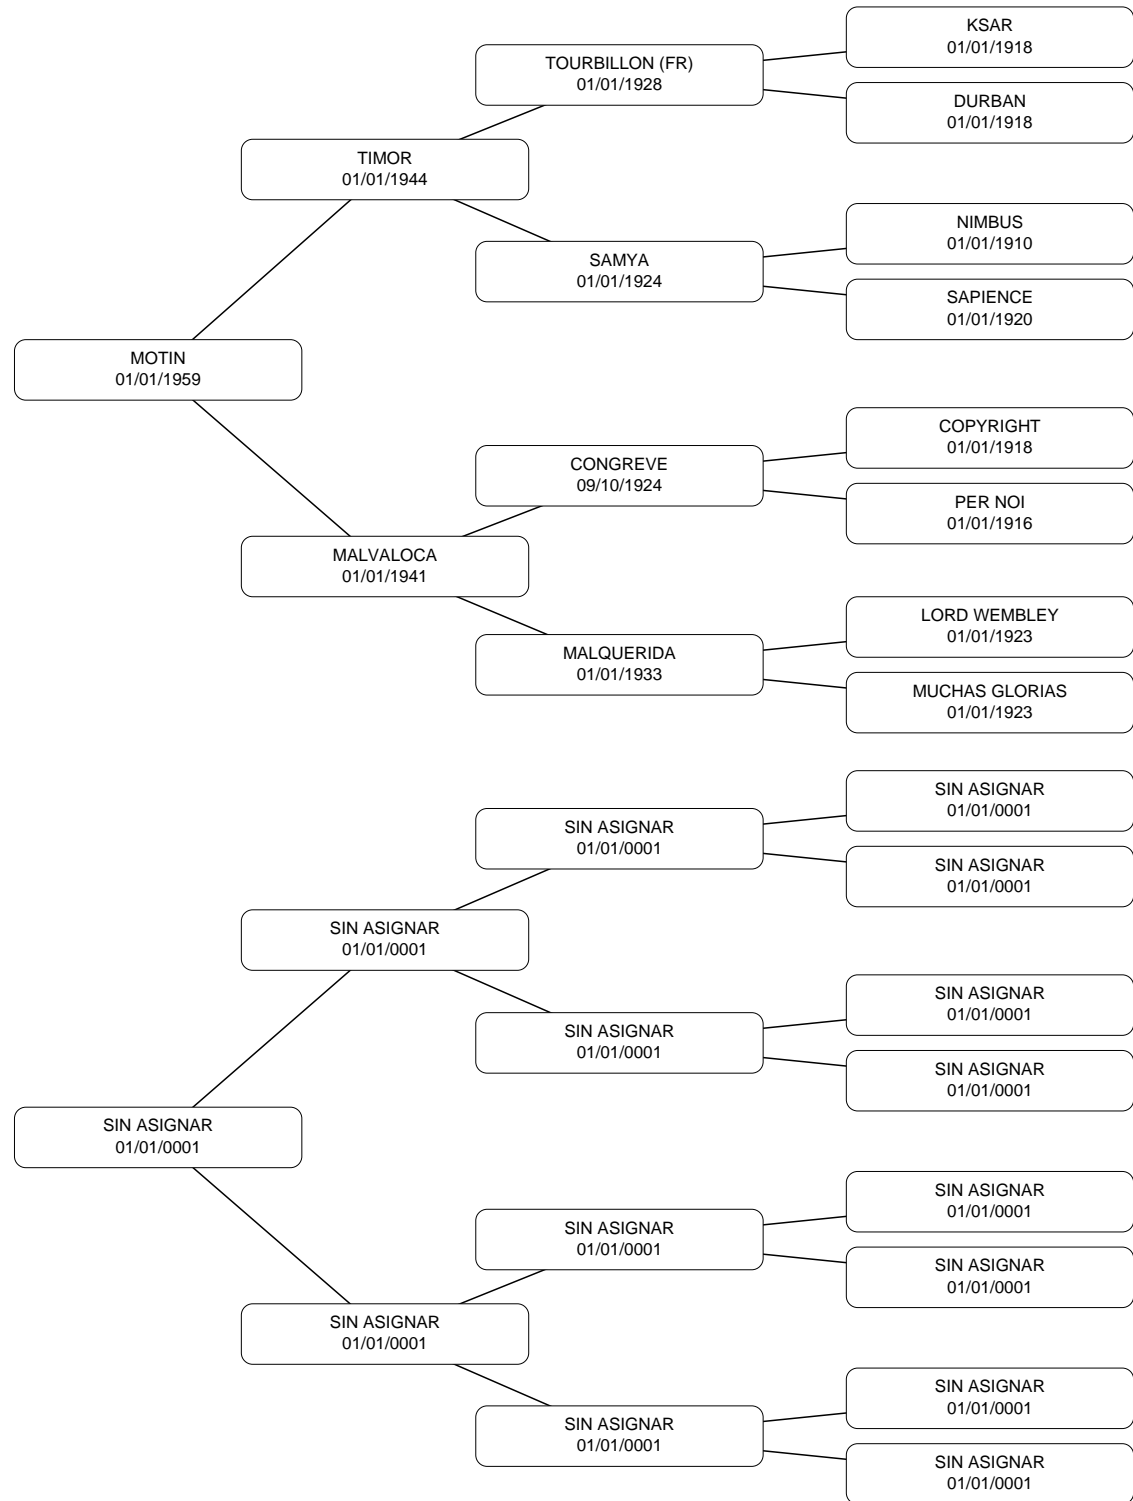 KSAR
01/01/1918
TOURBILLON (FR)
01/01/1928
DURBAN
01/01/1918
TIMOR
01/01/1944
NIMBUS
01/01/1910
SAMYA
01/01/1924
SAPIENCE
01/01/1920
MOTIN
01/01/1959
COPYRIGHT
01/01/1918
CONGREVE
09/10/1924
PER NOI
01/01/1916
MALVALOCA
01/01/1941
LORD WEMBLEY
01/01/1923
MALQUERIDA
01/01/1933
MUCHAS GLORIAS
01/01/1923
SIN ASIGNAR
01/01/0001
SIN ASIGNAR
01/01/0001
SIN ASIGNAR
01/01/0001
SIN ASIGNAR
01/01/0001
SIN ASIGNAR
01/01/0001
SIN ASIGNAR
01/01/0001
SIN ASIGNAR
01/01/0001
SIN ASIGNAR
01/01/0001
SIN ASIGNAR
01/01/0001
SIN ASIGNAR
01/01/0001
SIN ASIGNAR
01/01/0001
SIN ASIGNAR
01/01/0001
SIN ASIGNAR
01/01/0001
SIN ASIGNAR
01/01/0001
SIN ASIGNAR
01/01/0001